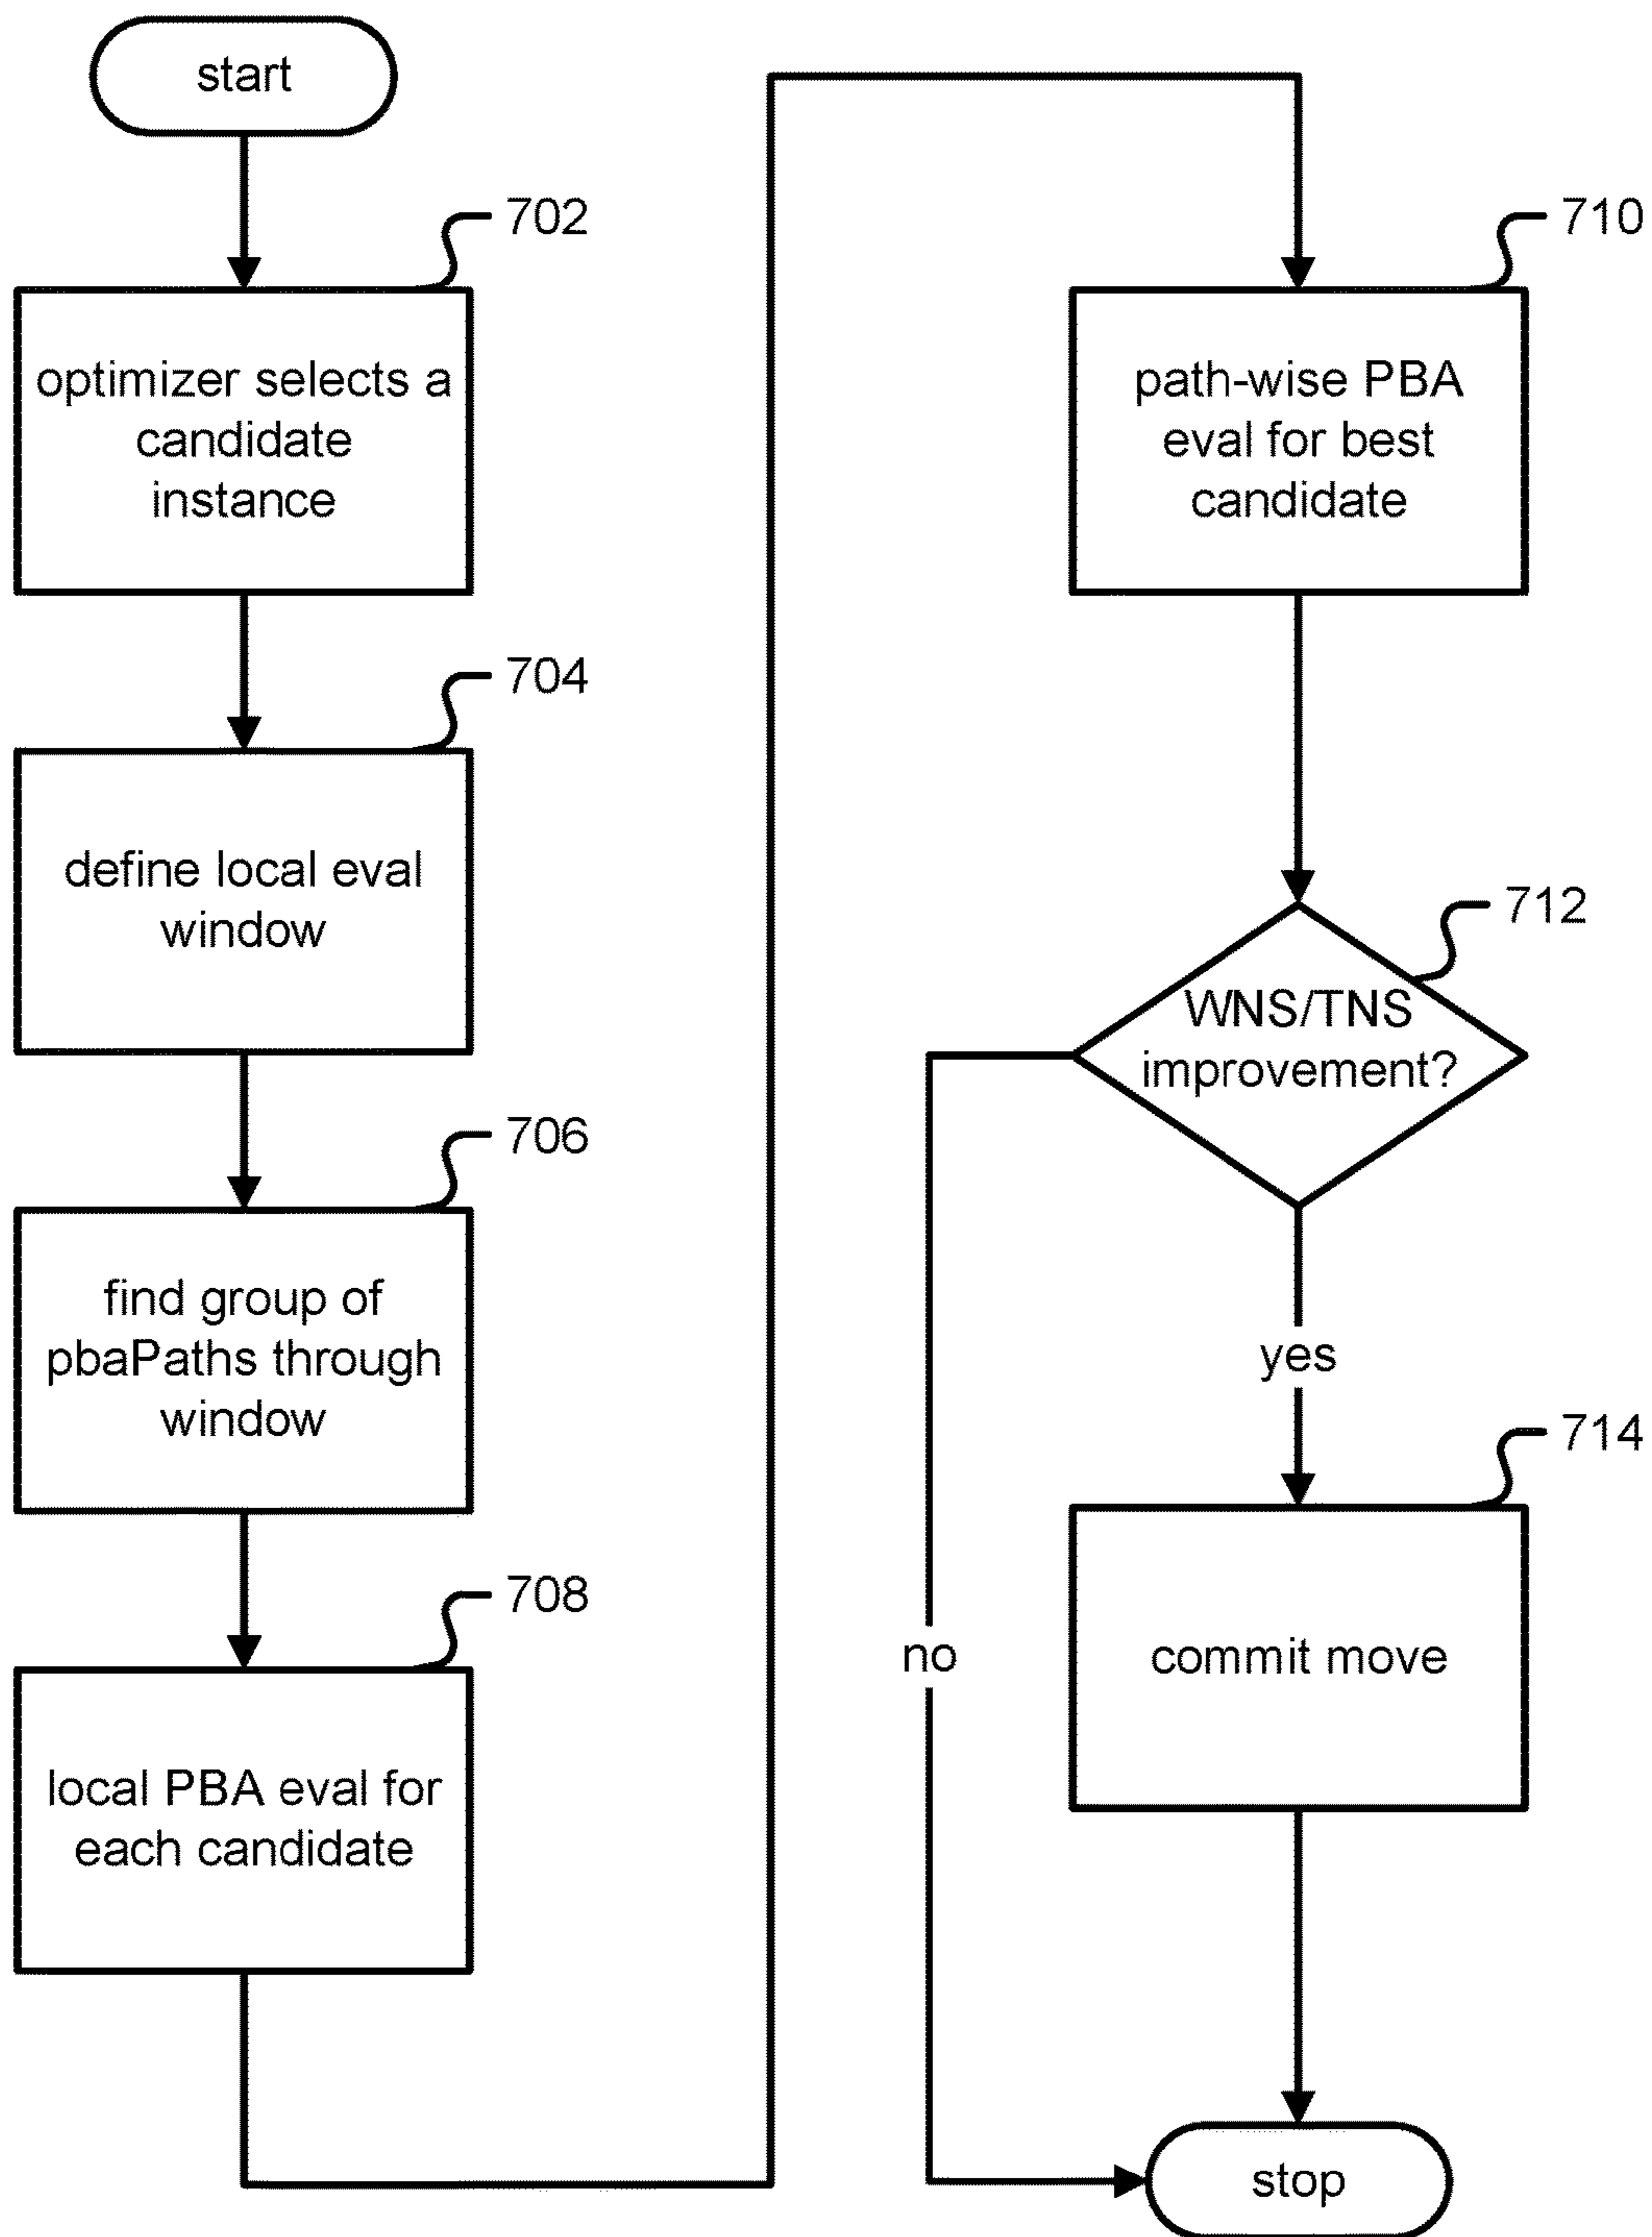 start
702
optimizer selects a
candidate
instance
704
define local eval
window
706
find group of
pbaPaths through
window
708
local PBA eval for
each candidate
710
path-wise PBA
eval for best
candidate
712
WNS/TNS
improvement?
yes
no
714
commit move
stop